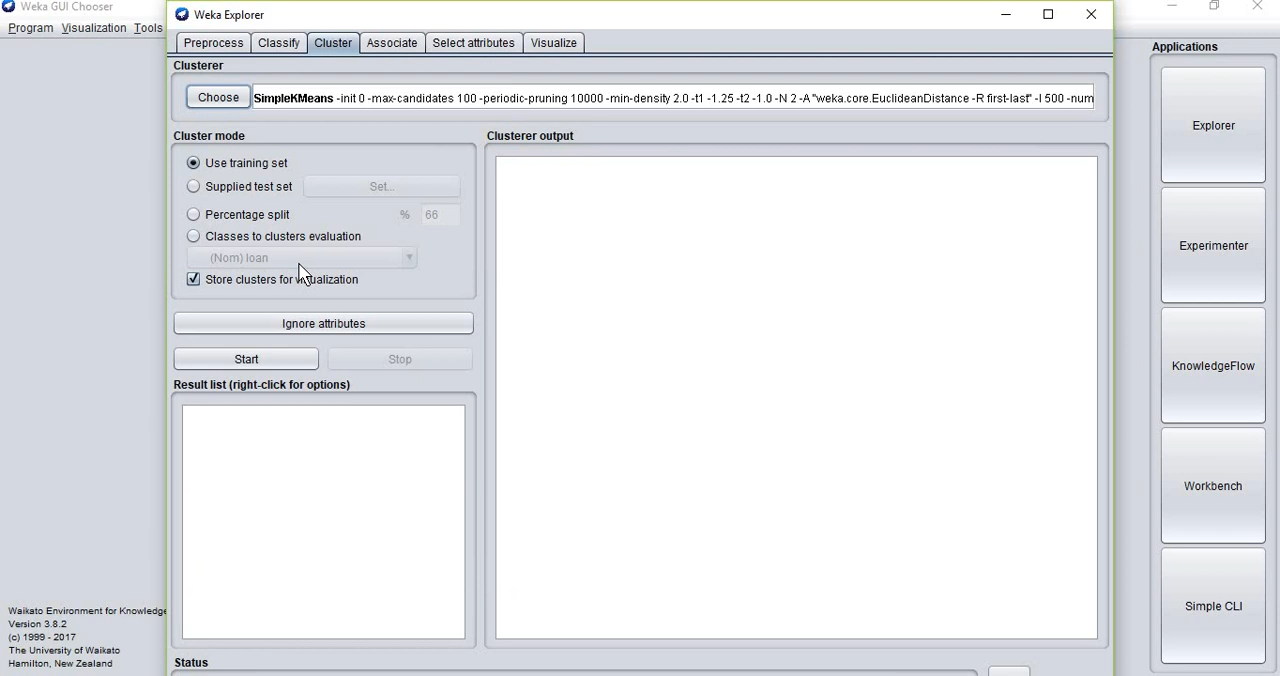 Weka GUI Chooser
Program Visualization Tools
Weka Explorer
Preprocess Classify Cluster Associate Select attributes Visualize
Clusterer
Choose SimpleKMeans -init 0 -max-candidates 100 -periodic-pruning 10000 -min-density 2.0 -t1 -1.25 -t2 -1.0 -N 2 -A "weka.core.EuclideanDistance -R first-last" -I 500 -num
Cluster mode
Use training set
Supplied test set Set...
Percentage split % 66
Classes to clusters evaluation
(Nom) loan
Store clusters for visualization
Ignore attributes
Start Stop
Result list (right-click for options)
Clusterer output
Status
Applications
Explorer
Experimenter
KnowledgeFlow
Workbench
Simple CLI
Waikato Environment for Knowledge
Version 3.8.2
(c) 1999 - 2017
The University of Waikato
Hamilton, New Zealand